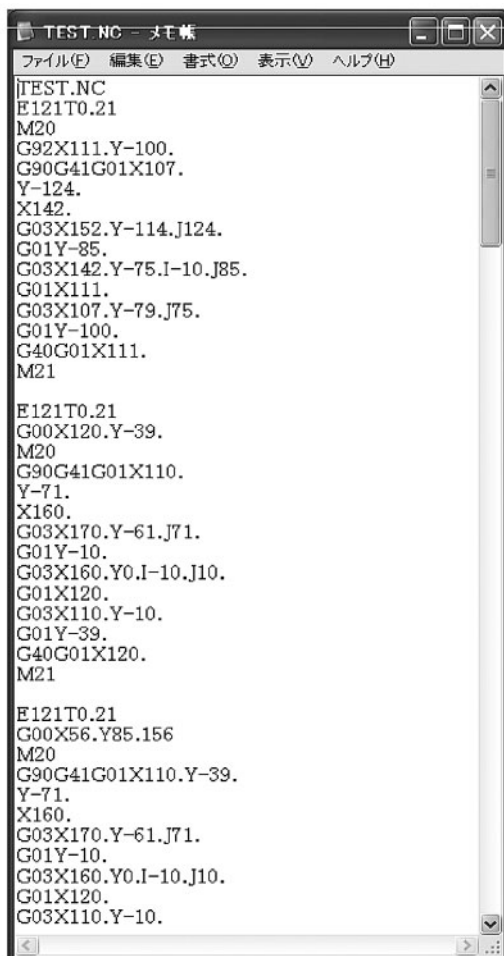 TEST.NC - メモ帳
ファイル(F) 編集(E) 書式(O) 表示(V) ヘルプ(H)
TEST.NC
E121T0.21
M20
G92X111.Y-100.
G90G41G01X107.
Y-124.
X142.
G03X152.Y-114.J124.
G01Y-85.
G03X142.Y-75.I-10.J85.
G01X111.
G03X107.Y-79.J75.
G01Y-100.
G40G01X111.
M21

E121T0.21
G00X120.Y-39.
M20
G90G41G01X110.
Y-71.
X160.
G03X170.Y-61.J71.
G01Y-10.
G03X160.Y0.I-10.J10.
G01X120.
G03X110.Y-10.
G01Y-39.
G40G01X120.
M21

E121T0.21
G00X56.Y85.156
M20
G90G41G01X110.Y-39.
Y-71.
X160.
G03X170.Y-61.J71.
G01Y-10.
G03X160.Y0.I-10.J10.
G01X120.
G03X110.Y-10.